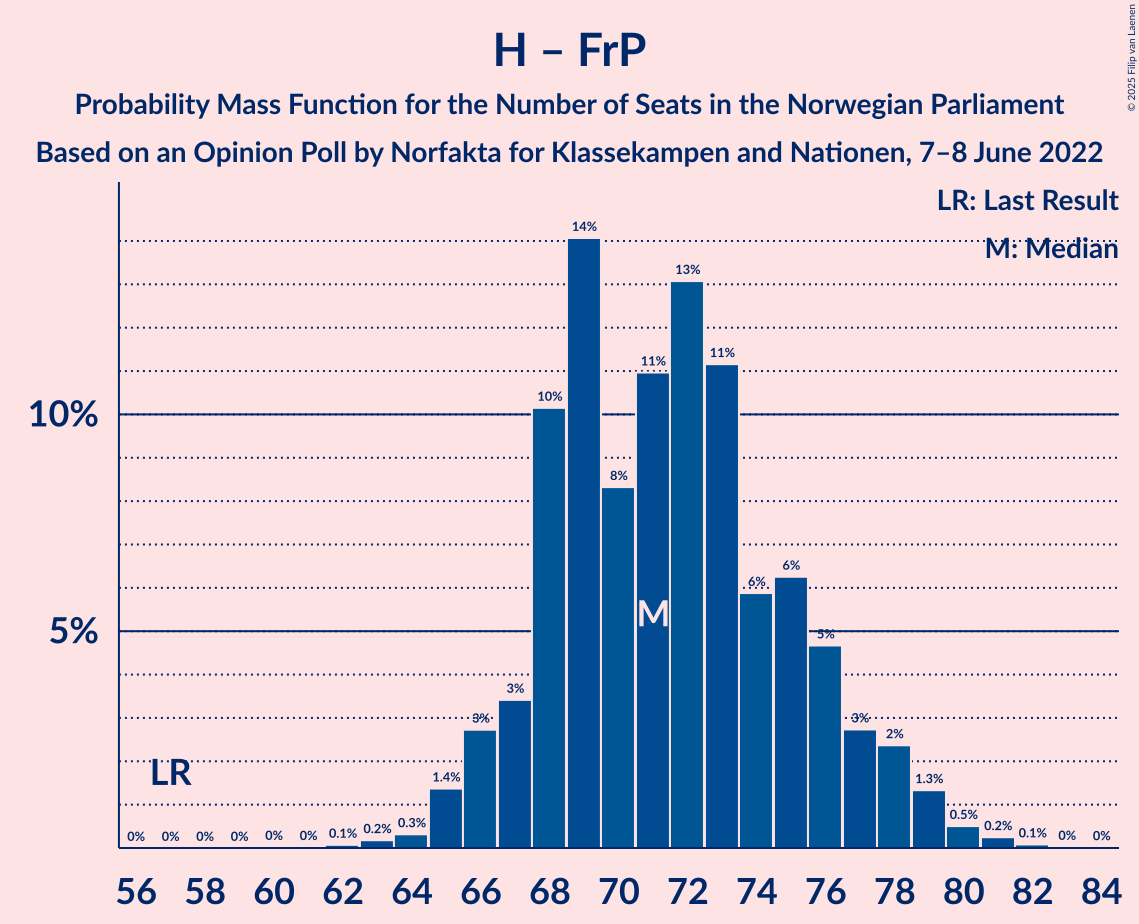 H – FrP
Probability Mass Function for the Number of Seats in the Norwegian Parliament
Based on an Opinion Poll by Norfakta for Klassekampen and Nationen, 7–8 June 2022
© 2025 Filip van Laenen
LR: Last Result
M: Median
14%
13%
11% 11%
10%
10%
8%
6% 6%
M
5%
5%
3%
3% 3%
2%
LR
1.4% 1.3%
0% 0% 0% 0% 0% 0% 0.1% 0.2% 0.3% 0.5% 0.2% 0.1% 0% 0%
56 58 60 62 64 66 68 70 72 74 76 78 80 82 84